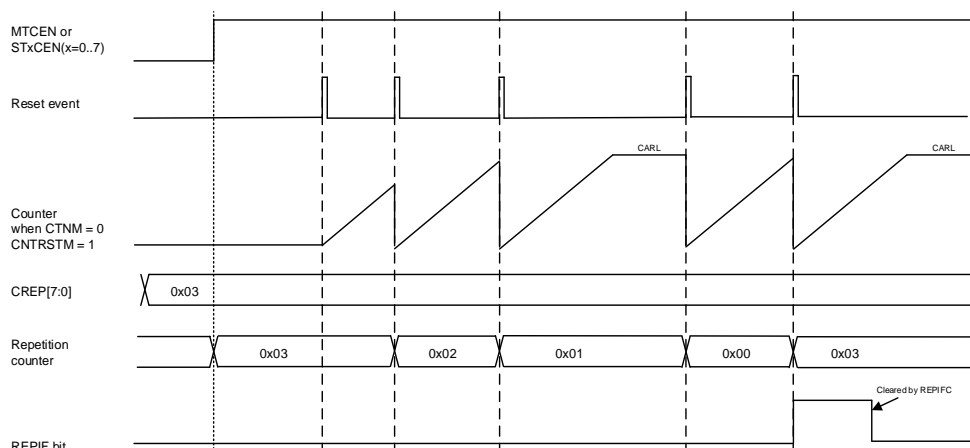 MTCEN or
STxCEN(x=0..7)
Reset event
CARL
CARL
Counter
when CTNM = 0
CNTRSTM = 1
CREP[7:0]
0x03
Repetition
counter
0x03
0x02
0x01
0x00
0x03
Cleared by REPIFC
REPIF bit